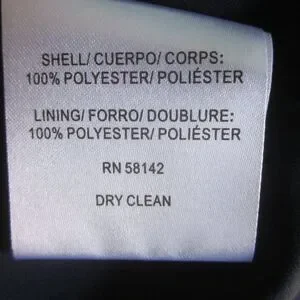 SHELL/ CUERPO/ CORPS:
100% POLYESTER/ POLIÉSTER
LINING/ FORRO/ DOUBLURE:
100% POLYESTER/ POLIÉSTER
RN 58142
DRY CLEAN